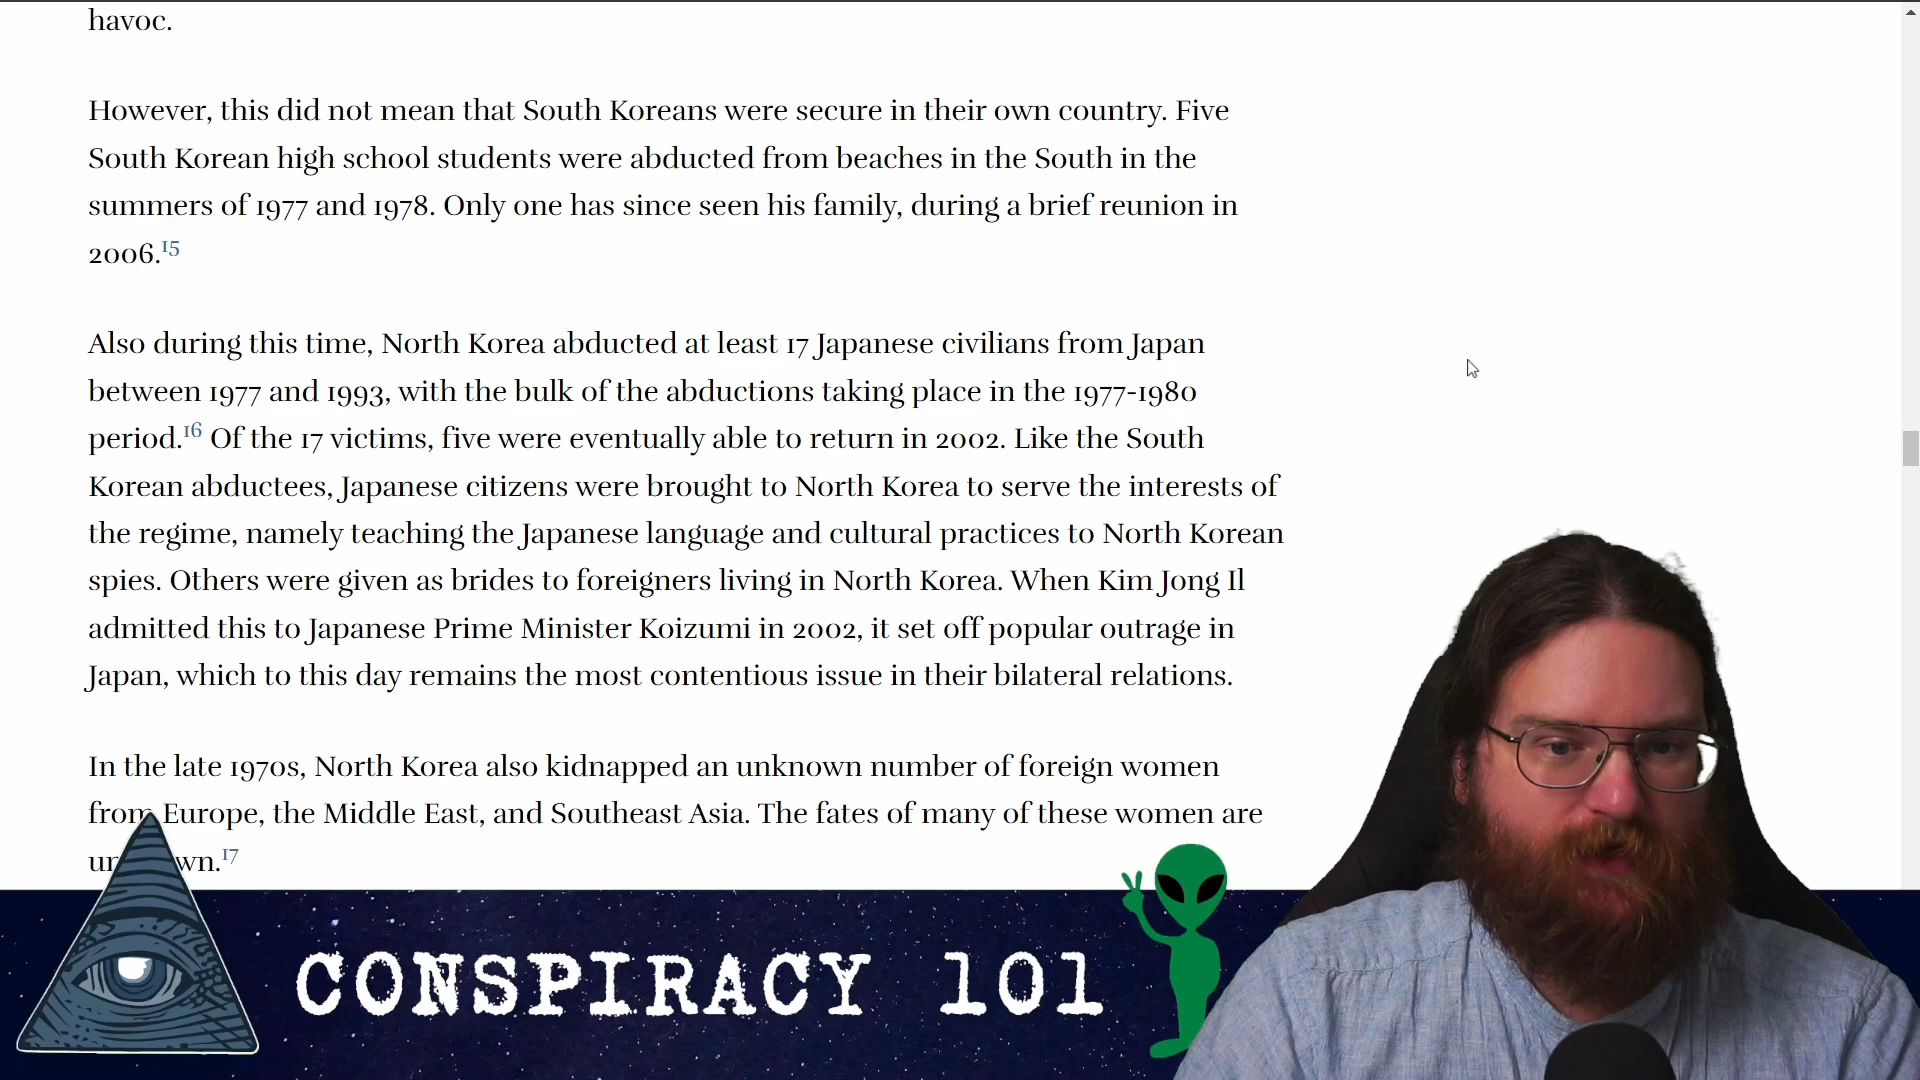 havoc.
However, this did not mean that South Koreans were secure in their own country. Five
South Korean high school students were abducted from beaches in the South in the
summers of 1977 and 1978. Only one has since seen his family, during a brief reunion in
2006.15
Also during this time, North Korea abducted at least 17 Japanese civilians from Japan
between 1977 and 1993, with the bulk of the abductions taking place in the 1977-1980
period.16 Of the 17 victims, five were eventually able to return in 2002. Like the South
Korean abductees, Japanese citizens were brought to North Korea to serve the interests of
the regime, namely teaching the Japanese language and cultural practices to North Korean
spies. Others were given as brides to foreigners living in North Korea. When Kim Jong Il
admitted this to Japanese Prime Minister Koizumi in 2002, it set off popular outrage in
Japan, which to this day remains the most contentious issue in their bilateral relations.
In the late 1970s, North Korea also kidnapped an unknown number of foreign women
from Europe, the Middle East, and Southeast Asia. The fates of many of these women are
17
CONSPIRACY 101